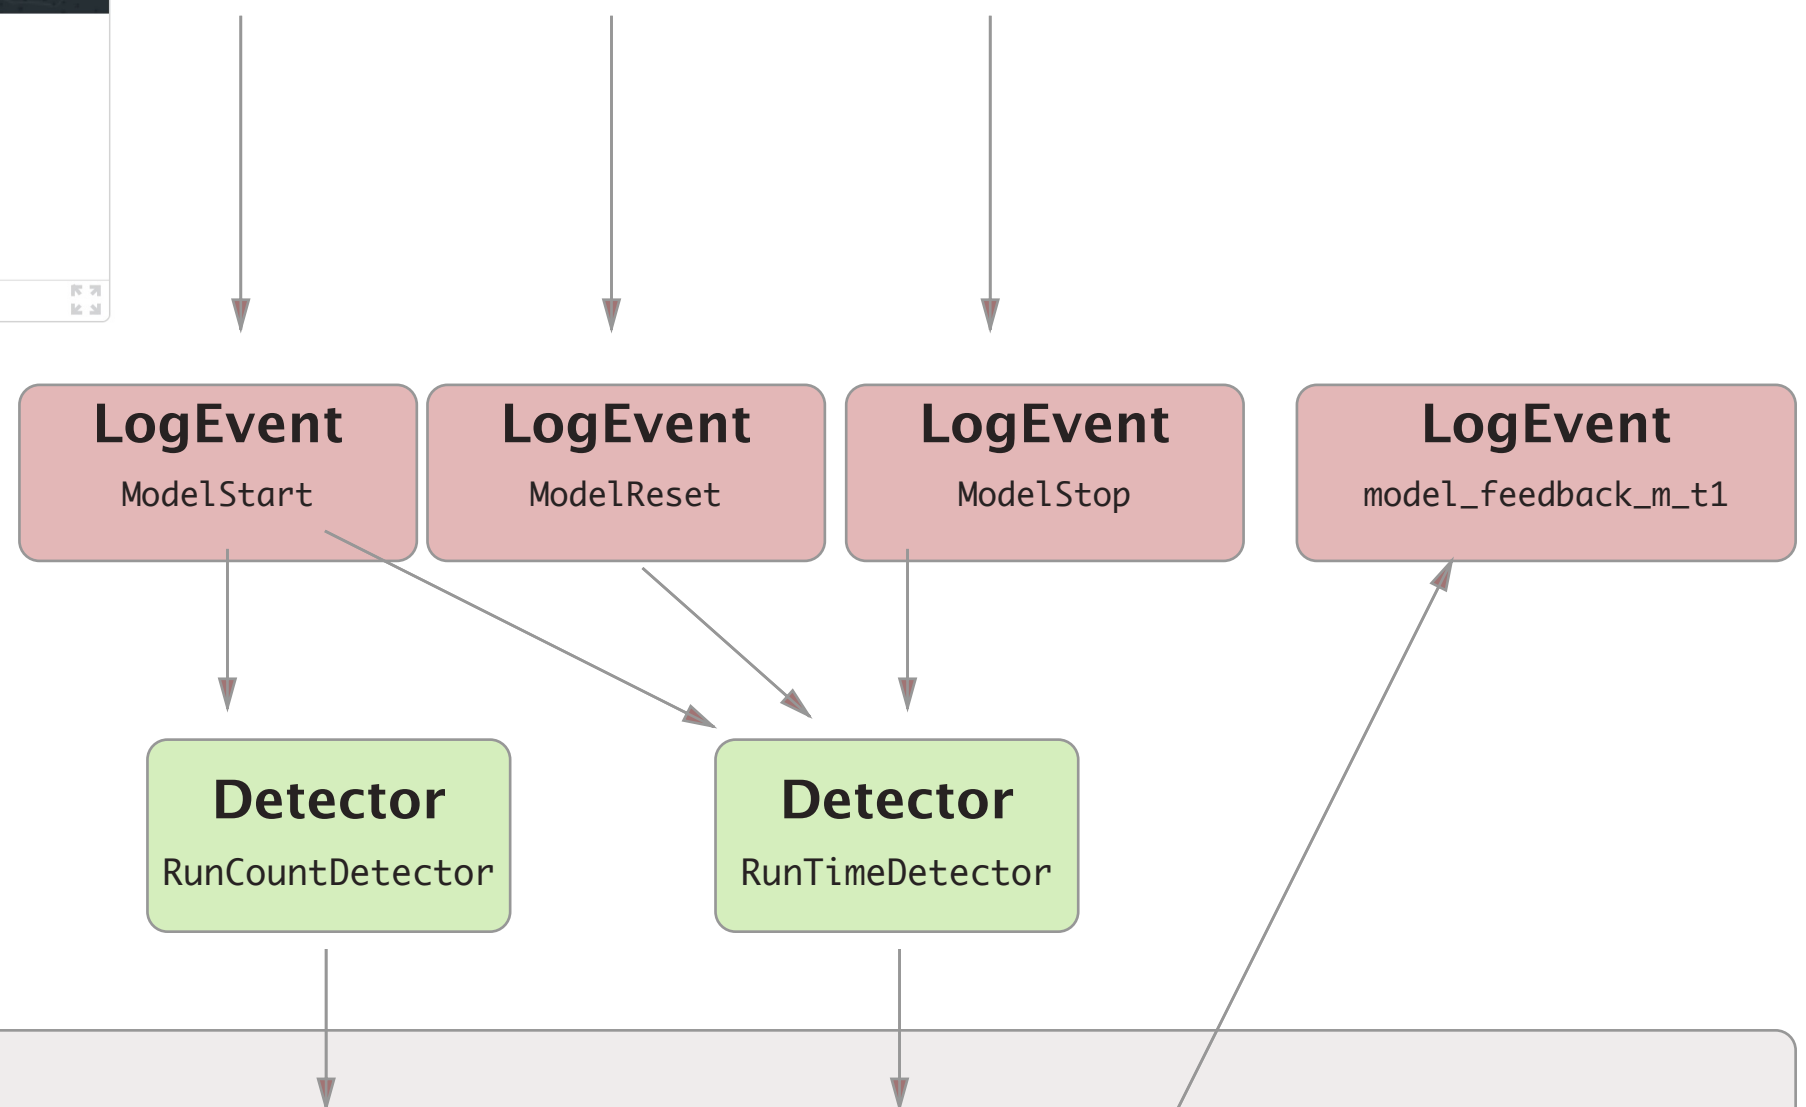 LogEvent
ModelStart
LogEvent
ModelReset
LogEvent
ModelStop
LogEvent
model_feedback_m_t1
Detector
RunCountDetector
Detector
RunTimeDetector